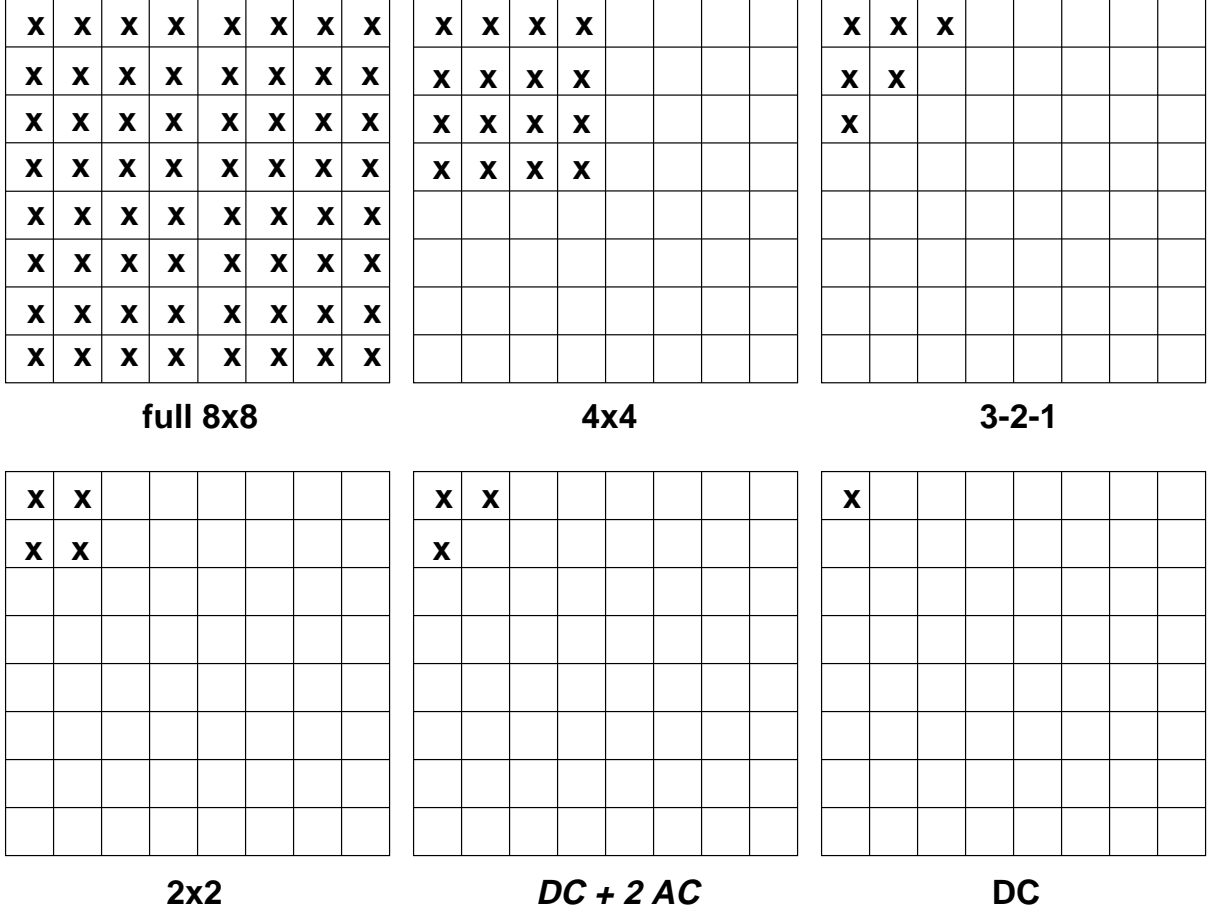 x x x x x x x x x x x x x x x
x x x x x x x x x x x x x x
x x x x x x x x x x x x x
x x x x x x x x x x x x
x x x x x x x x
x x x x x x x x
x x x x x x x x
x x x x x x x x
full 8x8 4x4 3-2-1
x x x x x
x x x
2x2 DC + 2 AC DC